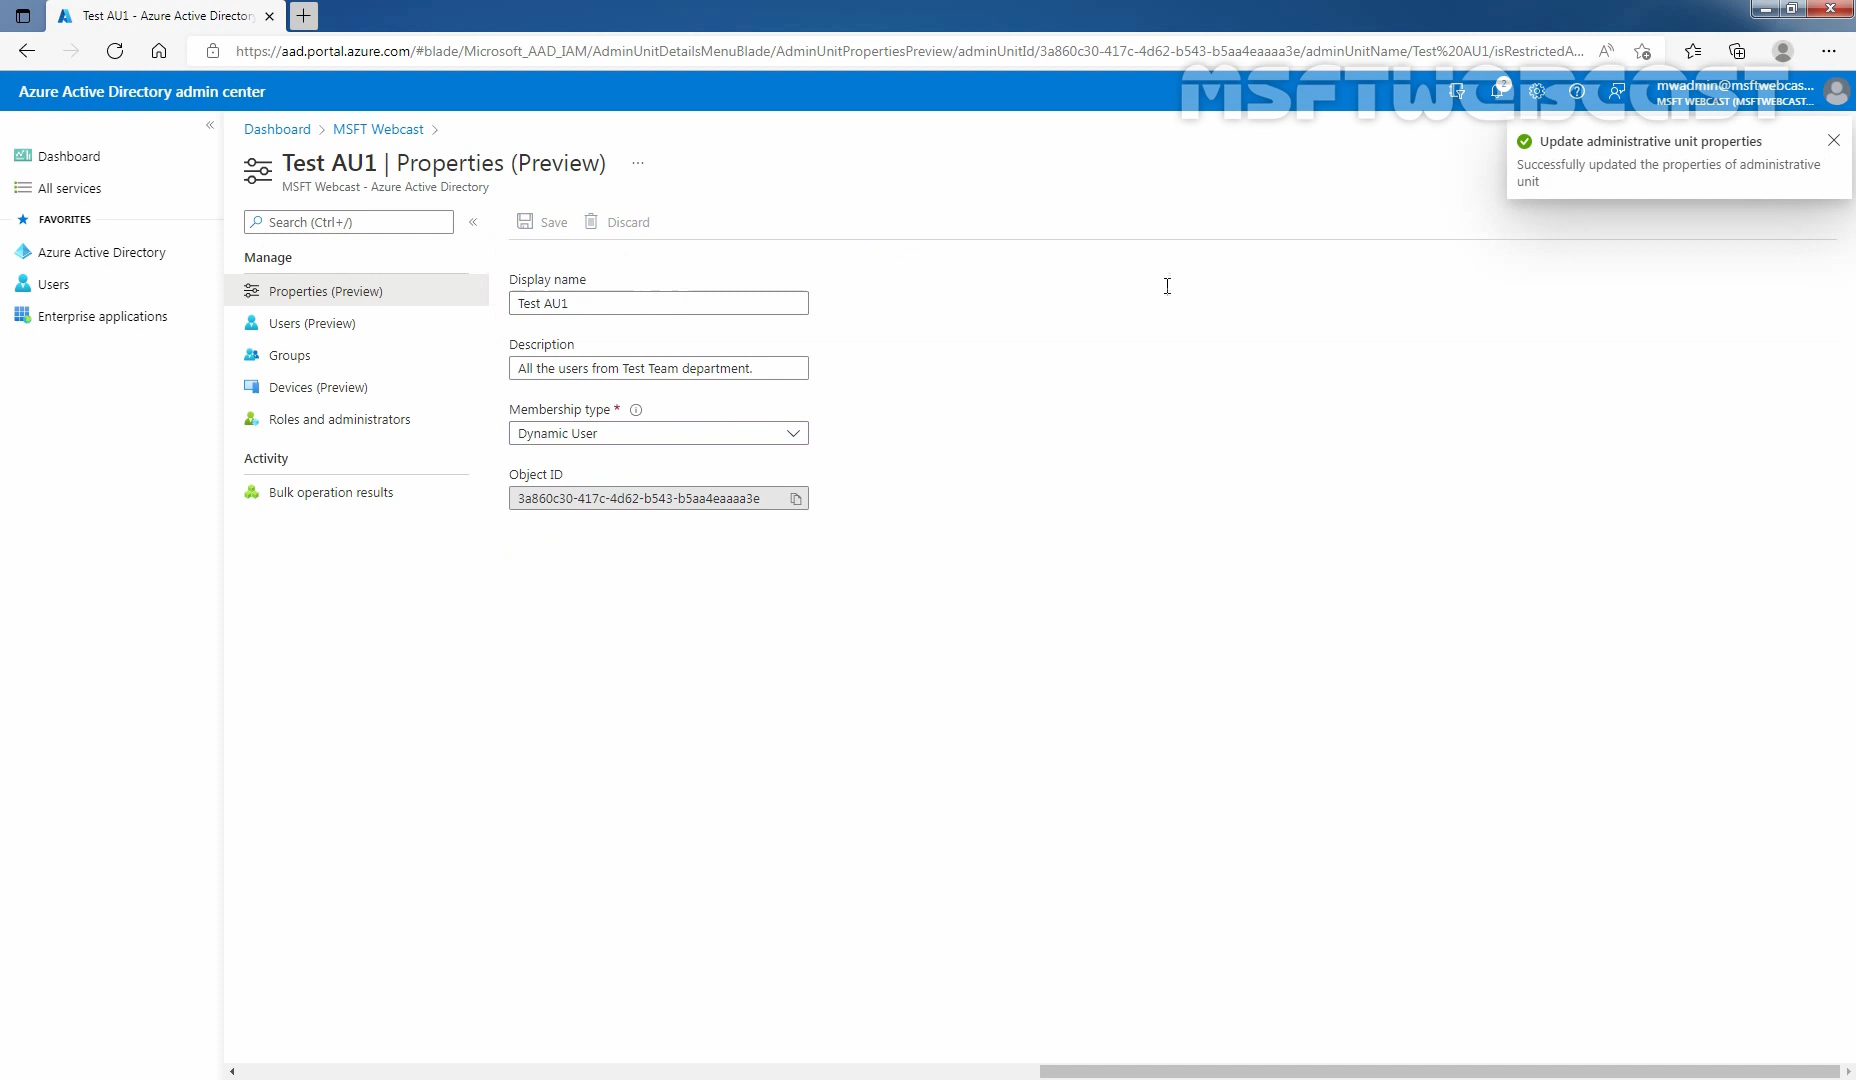 Test AU1 - Azure Active Directory
https://aad.portal.azure.com/#blade/Microsoft_AAD_IAM/AdminUnitDetailsMenuBlade/AdminUnitPropertiesPreview/adminUnitId/3a860c30-417c-4d62-b543-b5aa4eaaaa3e/adminUnitName/Test%20AU1/isRestrictedA...
Azure Active Directory admin center
MSFTWEBCAST
2
mwadmin@msftwebcas...
MSFT WEBCAST (MSFTWEBCAST....
Dashboard
All services
FAVORITES
Azure Active Directory
Users
Enterprise applications
Dashboard > MSFT Webcast >
Test AU1 | Properties (Preview) ...
MSFT Webcast - Azure Active Directory
Search (Ctrl+/)
Manage
Properties (Preview)
Users (Preview)
Groups
Devices (Preview)
Roles and administrators
Activity
Bulk operation results
Save Discard
Display name
Test AU1
Description
All the users from Test Team department.
Membership type *
Dynamic User
Object ID
3a860c30-417c-4d62-b543-b5aa4eaaaa3e
Update administrative unit properties
Successfully updated the properties of administrative
unit